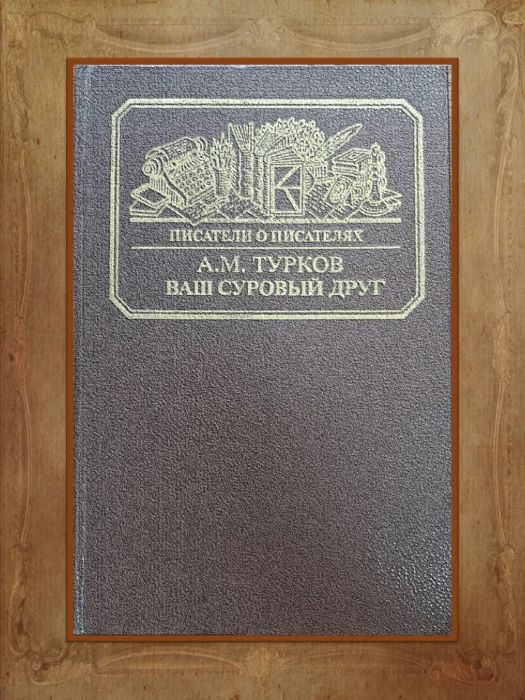 ПИСАТЕЛИ О ПИСАТЕЛЯХ
А.М. ТУРКОВ
ВАШ СУРОВЫЙ ДРУГ